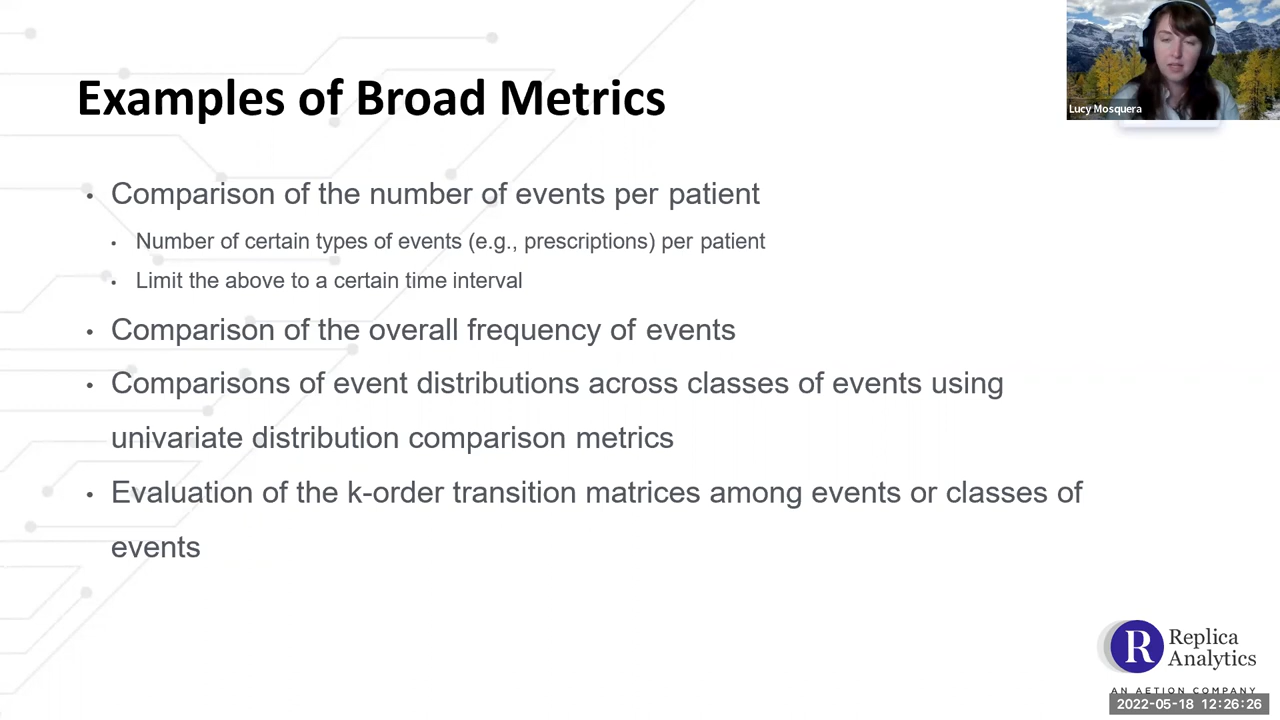 Examples of Broad Metrics
Lucy Mosquera
• Comparison of the number of events per patient
• Number of certain types of events (e.g., prescriptions) per patient
• Limit the above to a certain time interval
• Comparison of the overall frequency of events
• Comparisons of event distributions across classes of events using
univariate distribution comparison metrics
• Evaluation of the k-order transition matrices among events or classes of
events
R
Replica
Analytics
AN AETION COMPANY
2022-05-18 12:26:26